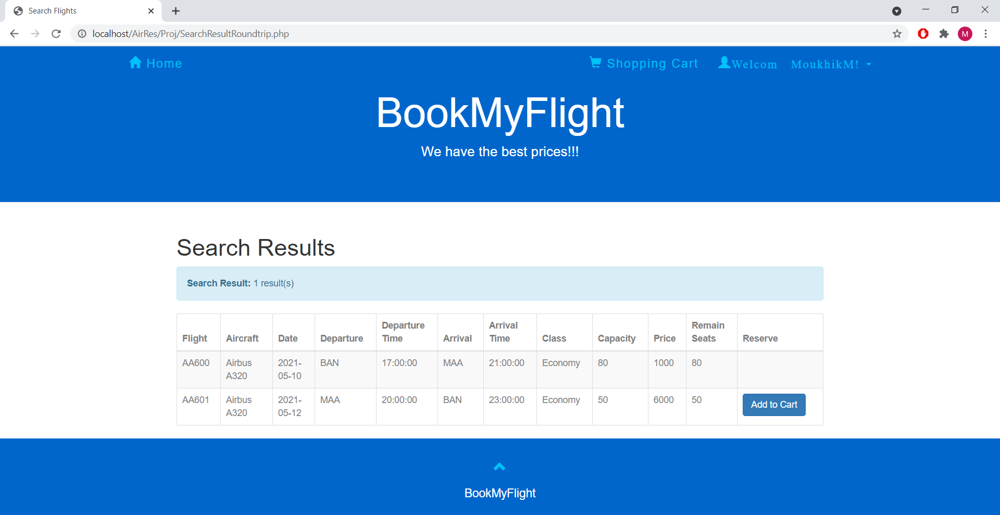 Search Flights
localhost/AirRes/Proj/SearchResultRoundtrip.php
M
Home
Shopping Cart
Welcom MoukhikM!
BookMyFlight
We have the best prices!!!
Search Results
Search Result: 1 result(s)
Flight Aircraft Date Departure Departure Time Arrival Arrival Time Class Capacity Price Remain Seats Reserve
AA600 Airbus A320 2021-05-10 BAN 17:00:00 MAA 21:00:00 Economy 80 1000 80
AA601 Airbus A320 2021-05-12 MAA 20:00:00 BAN 23:00:00 Economy 50 6000 50 Add to Cart
BookMyFlight